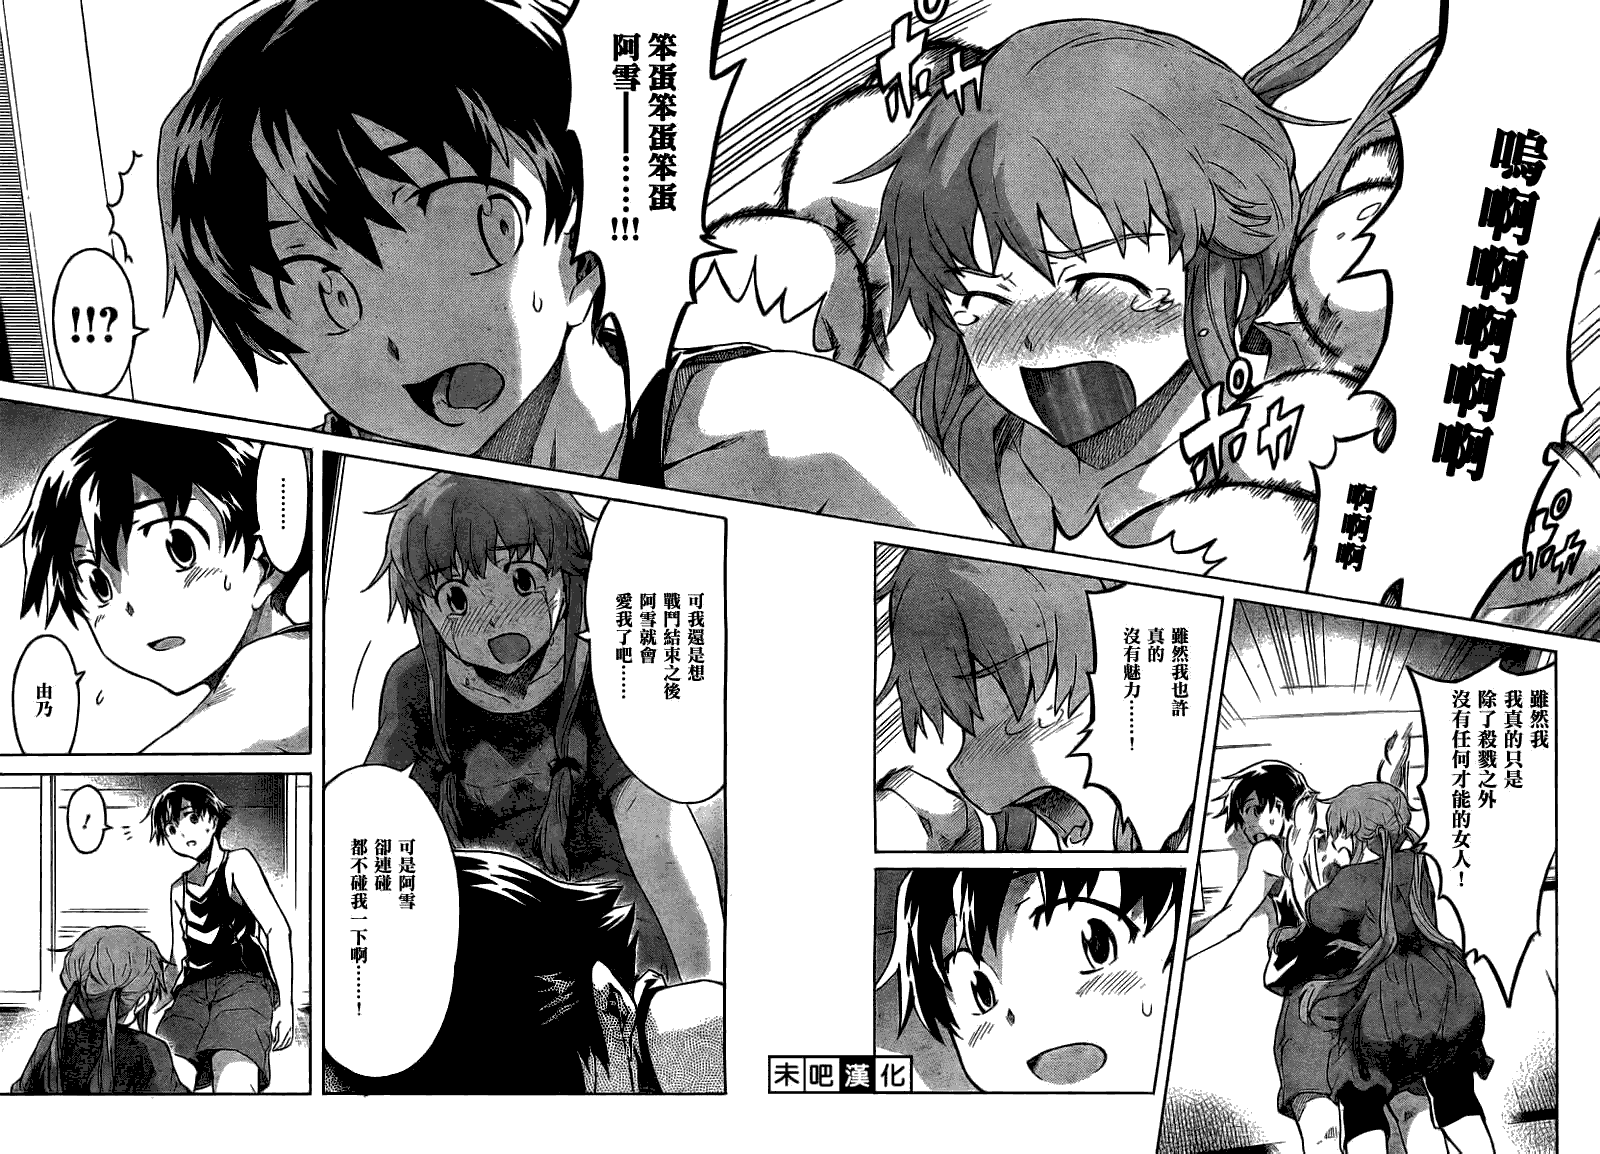 嗚啊啊啊啊啊
啊啊啊
ポカ
ポカ
ポカ
笨蛋笨蛋笨蛋
阿雪——……!!!
!!?
雖然我
我真的只是
除了殺戮之外
沒有任何才能的女人！
雖然我也許
真的
沒有魅力……！
可我還是想
戰鬥結束之後
阿雪就會
愛我了吧……
可是阿雪
卻連碰
都不碰我一下啊……！
………
由乃
！
未吧漢化